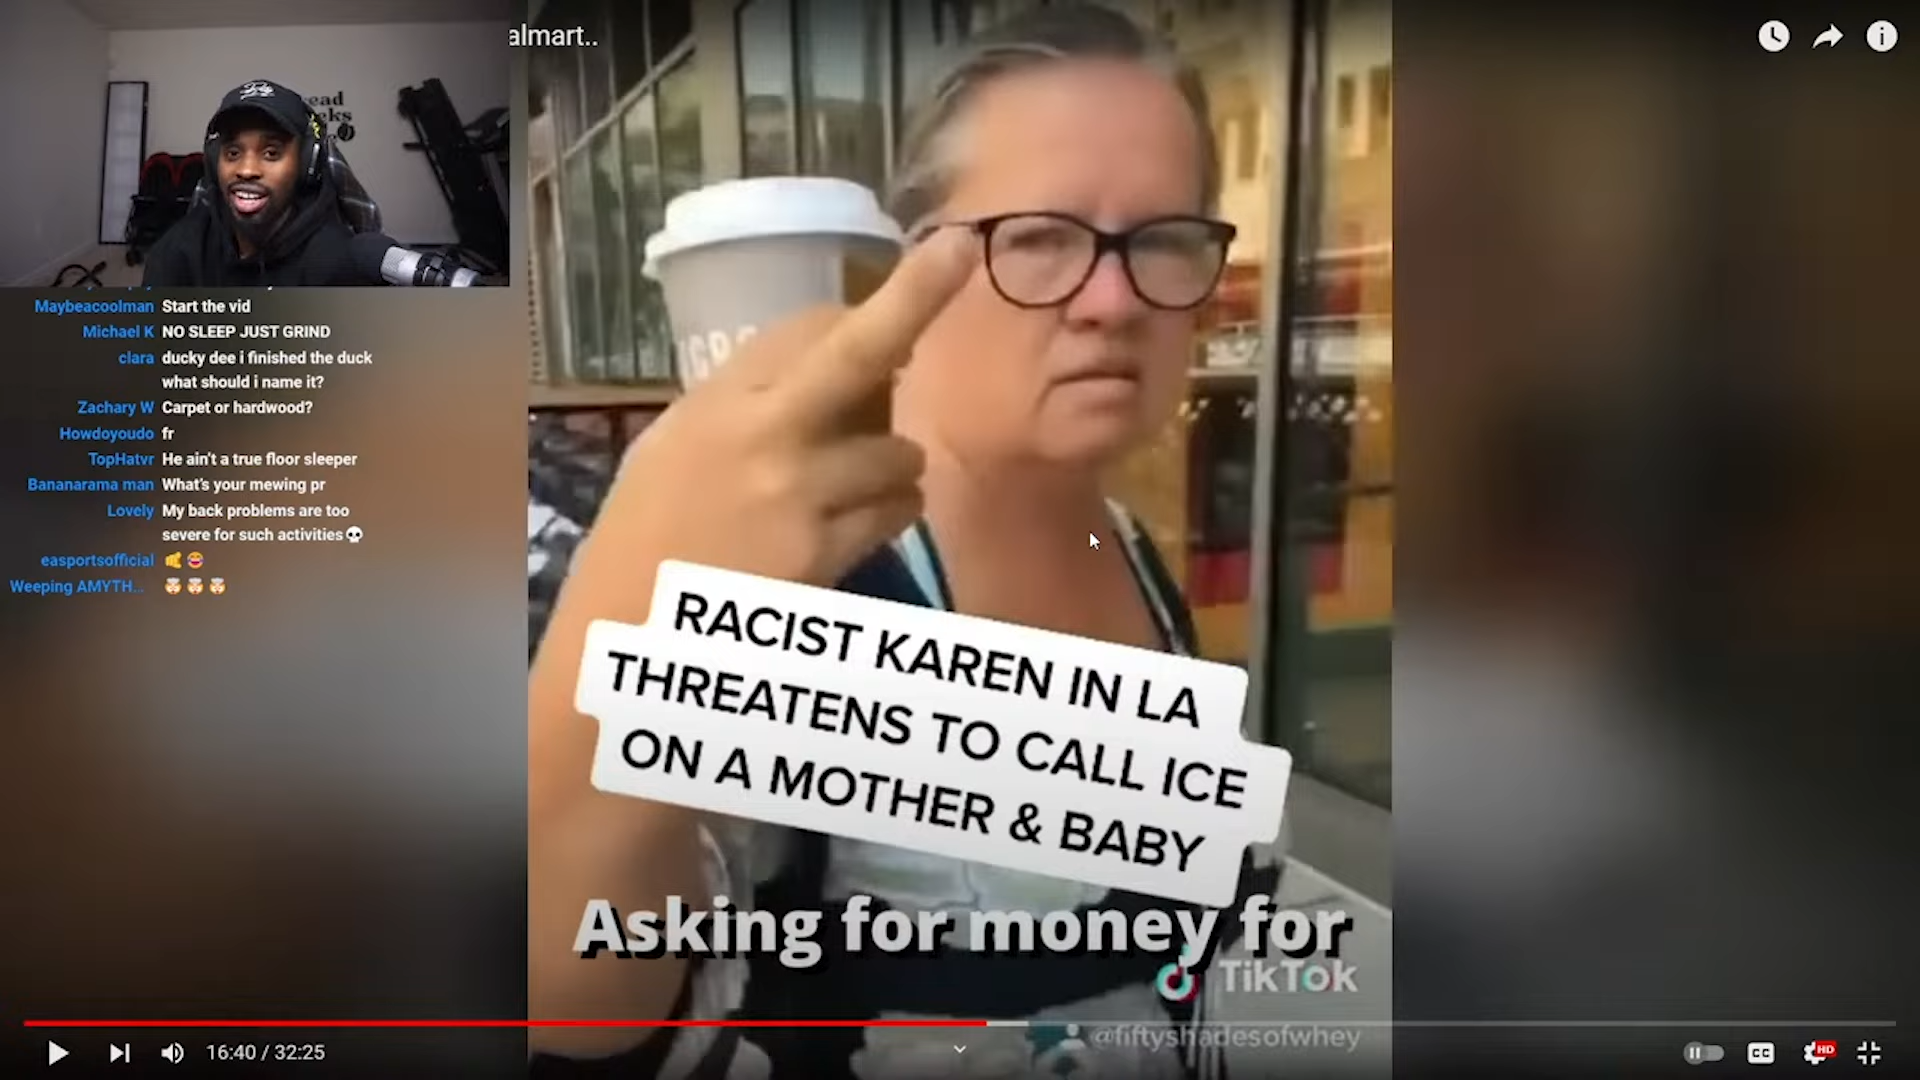 almart..
Maybeacoolman Start the vid
Michael K NO SLEEP JUST GRIND
clara ducky dee i finished the duck
what should i name it?
Zachary W Carpet or hardwood?
Howdoyoudo fr
TopHatvr He ain't a true floor sleeper
Bananarama man What's your mewing pr
Lovely My back problems are too
severe for such activities💀
easportsofficial
Weeping AMYTH... 🤯🤯🤯
RACIST KAREN IN LA
THREATENS TO CALL ICE
ON A MOTHER & BABY
Asking for money for
TikTok
@fiftyshadesofwhey
16:40 / 32:25
CC
HD